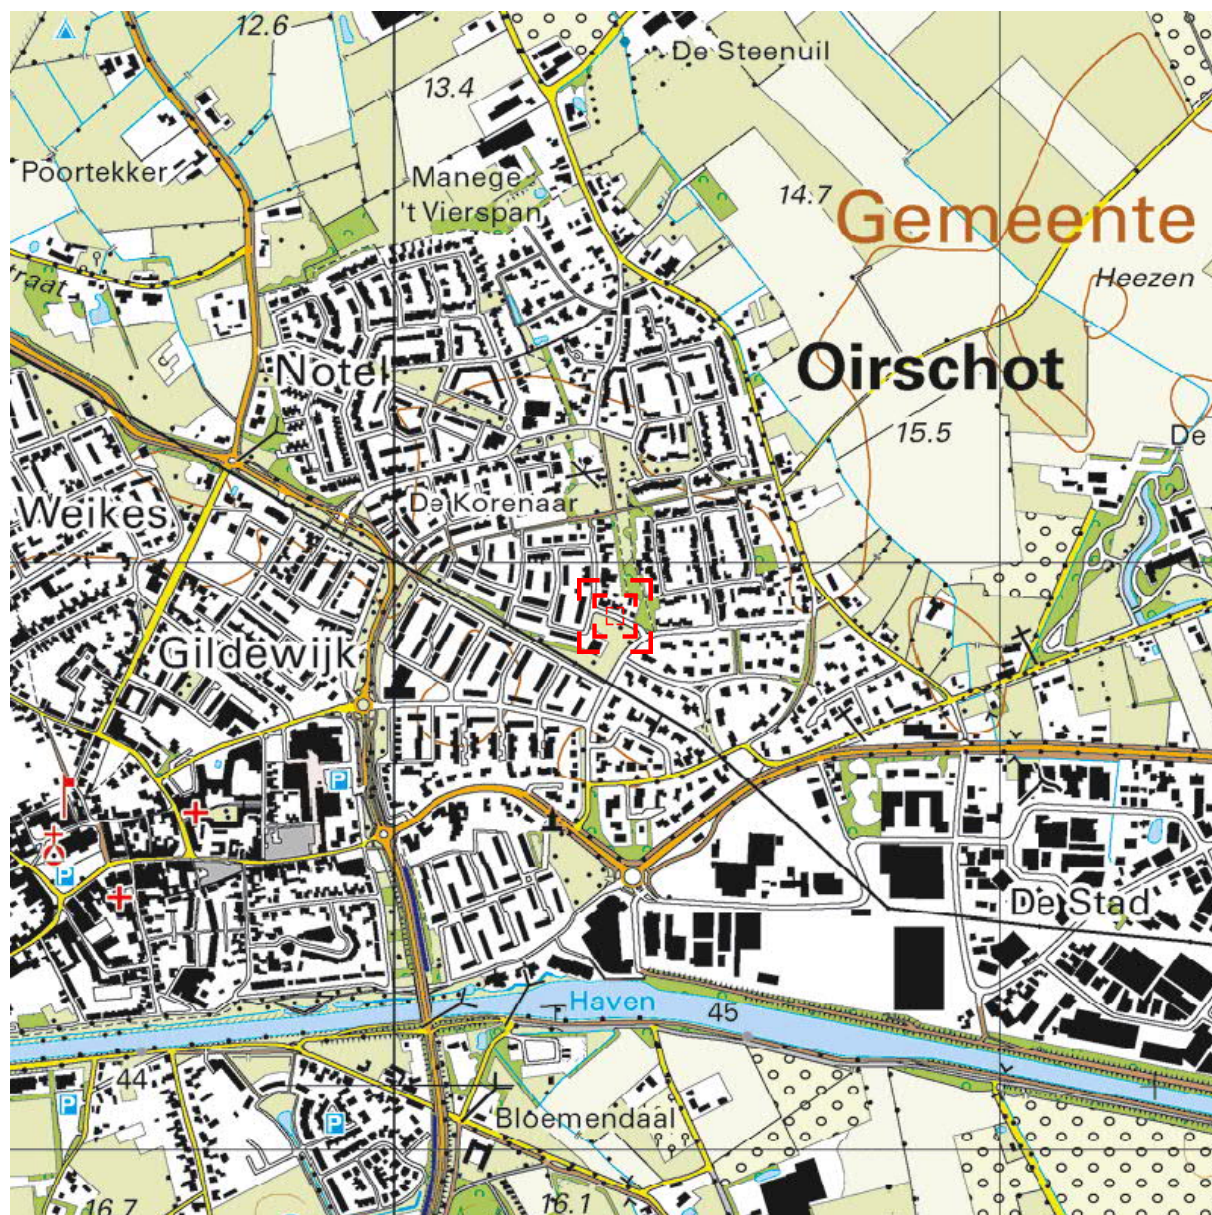 12.6
De Steenuil
13.4
Poortekker
Manege
't Vierspan
14.7
Gemeente
Heezen
traat
Notel
Oirschot
15.5
De
Weikes
De Korenaar
Gildewijk
P
P
De Stad
Haven
45
44
P
P
Bloemendaal
16.7
16.1